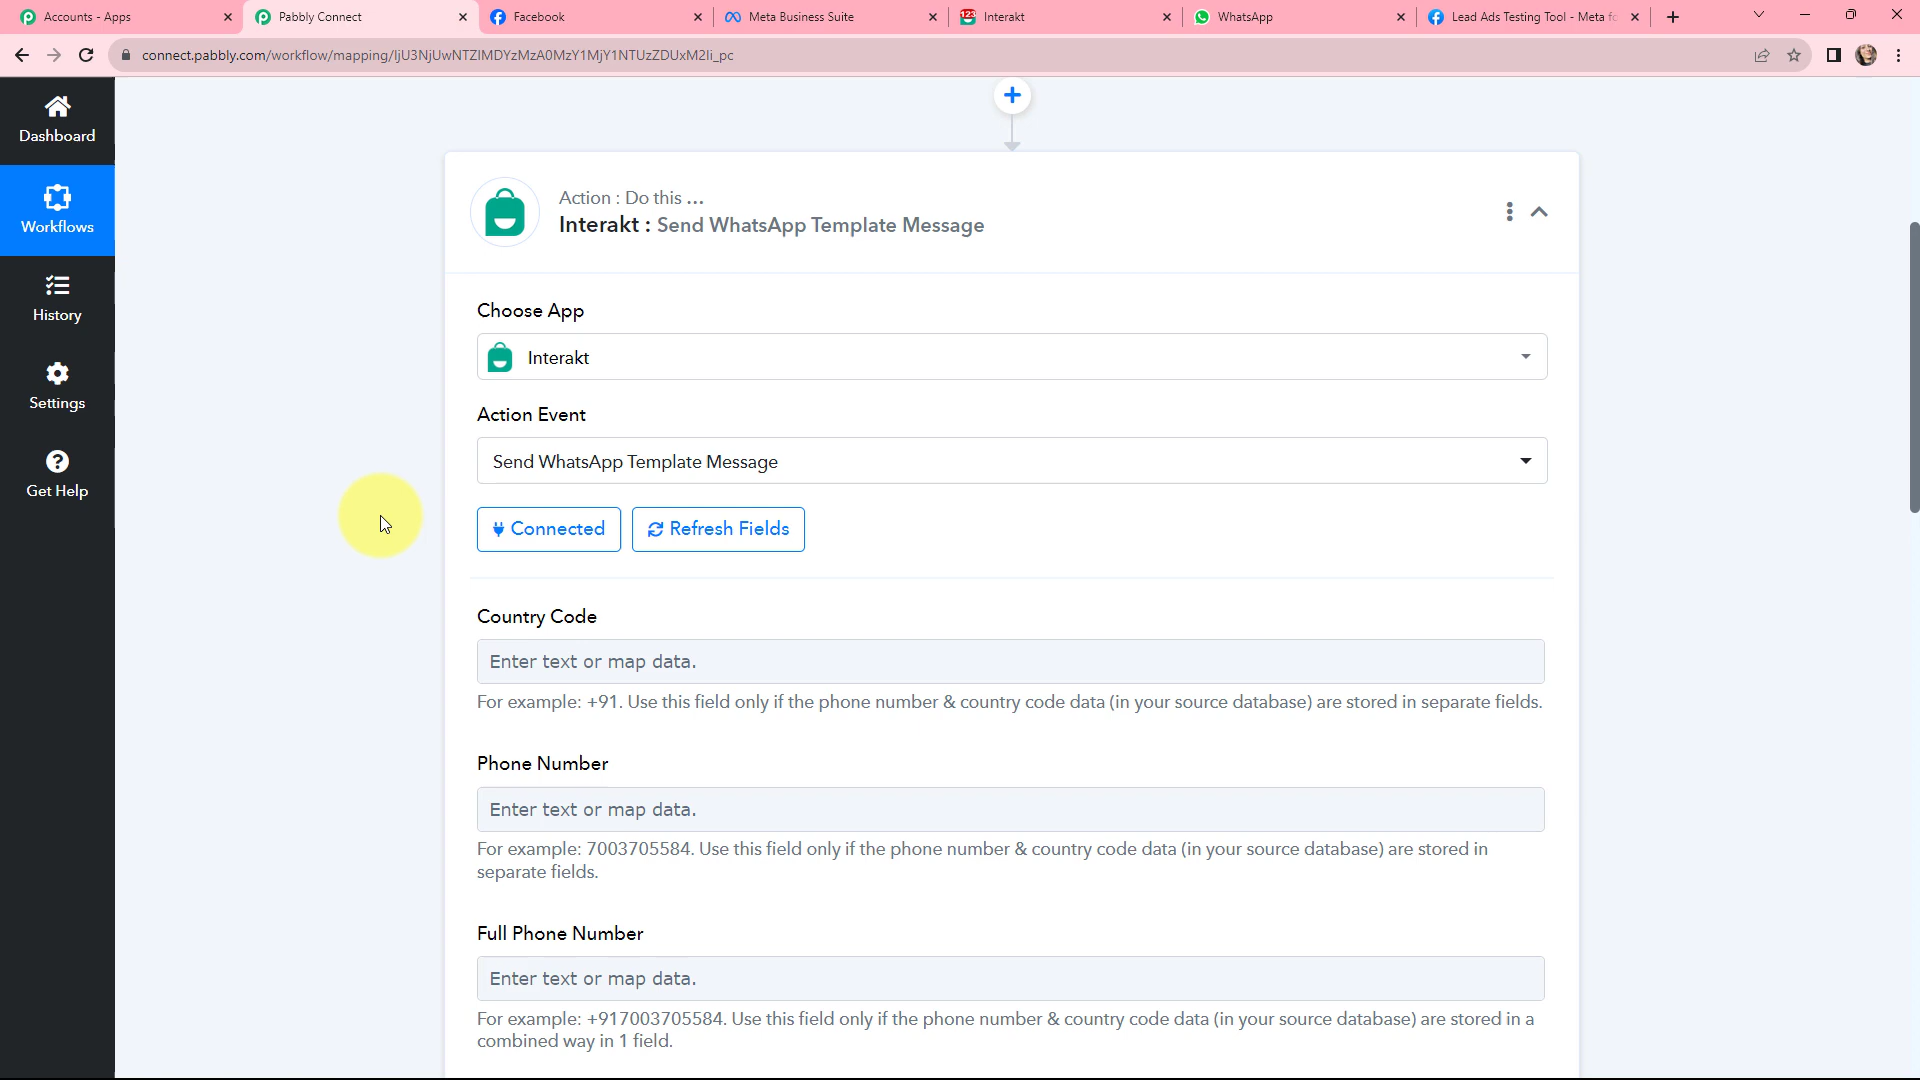 Accounts - Apps
Pabbly Connect
Facebook
Meta Business Suite
Interakt
WhatsApp
Lead Ads Testing Tool - Meta fo
Dashboard
Workflows
History
Settings
Get Help
Action : Do this ...
Interakt : Send WhatsApp Template Message
Choose App
Interakt
Action Event
Send WhatsApp Template Message
Connected
Refresh Fields
Country Code
Enter text or map data.
For example: +91. Use this field only if the phone number & country code data (in your source database) are stored in separate fields.
Phone Number
Enter text or map data.
For example: 7003705584. Use this field only if the phone number & country code data (in your source database) are stored in
separate fields.
Full Phone Number
Enter text or map data.
For example: +917003705584. Use this field only if the phone number & country code data (in your source database) are stored in a
combined way in 1 field.